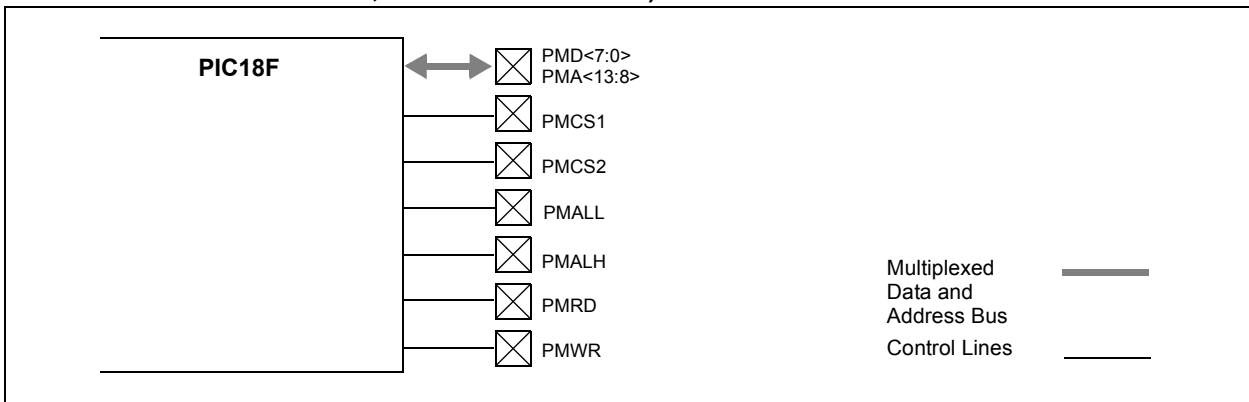 PIC18F
PMD<7:0>
PMA<13:8>
PMCS1
PMCS2
PMALL
PMALH
PMRD
PMWR
Multiplexed
Data and
Address Bus
Control Lines